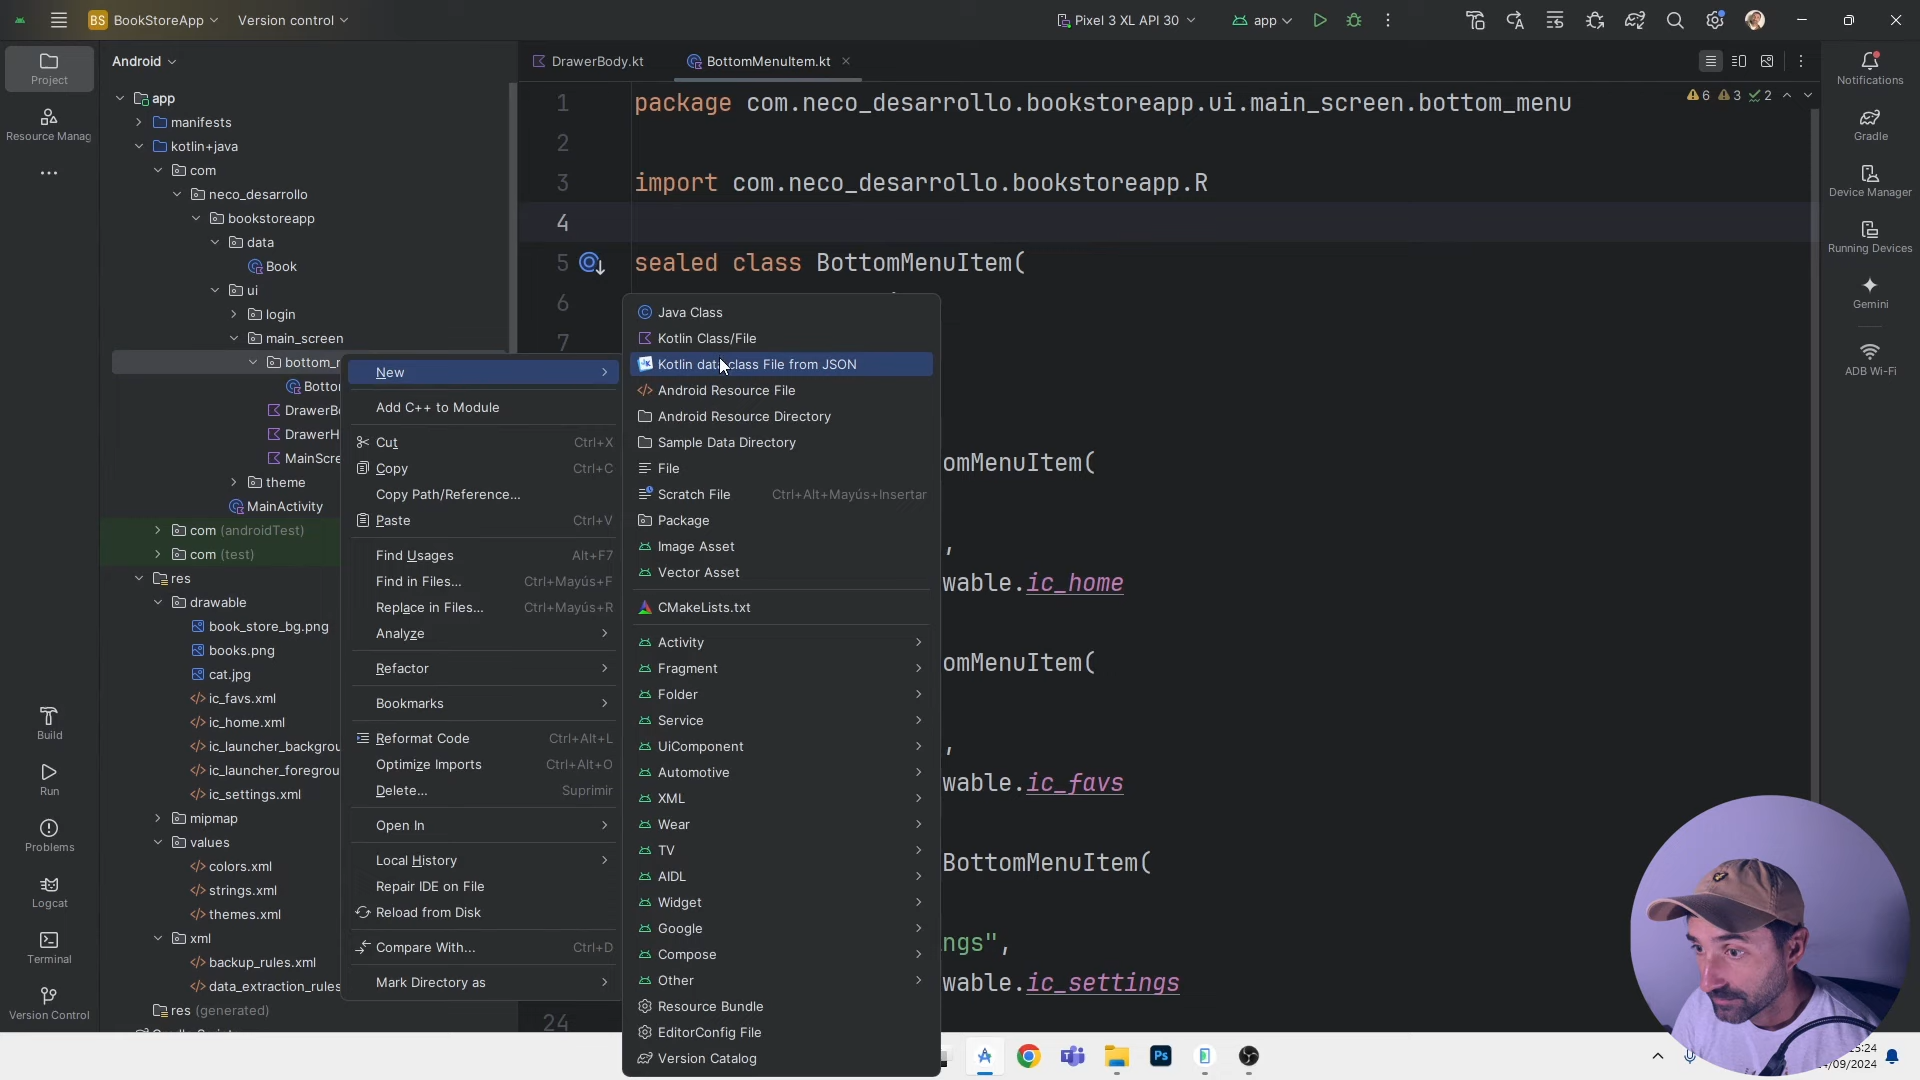 BS BookStoreApp
Version control
Pixel 3 XL API 30
app
Project
Resource Manag
Build
Run
Problems
Logcat
Terminal
Version Control
Android
app
manifests
kotlin+java
com
neco_desarrollo
bookstoreapp
data
Book
ui
login
main_screen
bottom_m
Bottor
DrawerBo
DrawerH
MainScre
theme
MainActivity
com (androidTest)
com (test)
res
drawable
book_store_bg.png
books.png
cat.jpg
ic_favs.xml
ic_home.xml
ic_launcher_backgrou
ic_launcher_foregrou
ic_settings.xml
mipmap
values
colors.xml
strings.xml
themes.xml
xml
backup_rules.xml
data_extraction_rules
res (generated)
New
Add C++ to Module
Cut Ctrl+X
Copy Ctrl+C
Copy Path/Reference...
Paste Ctrl+V
Find Usages Alt+F7
Find in Files... Ctrl+Mayús+F
Replace in Files... Ctrl+Mayús+R
Analyze
Refactor
Bookmarks
Reformat Code Ctrl+Alt+L
Optimize Imports Ctrl+Alt+O
Delete... Suprimir
Open In
Local History
Repair IDE on File
Reload from Disk
Compare With... Ctrl+D
Mark Directory as
Java Class
Kotlin Class/File
Kotlin data class File from JSON
Android Resource File
Android Resource Directory
Sample Data Directory
File
Scratch File Ctrl+Alt+Mayús+Insertar
Package
Image Asset
Vector Asset
CMakeLists.txt
Activity
Fragment
Folder
Service
UiComponent
Automotive
XML
Wear
TV
AIDL
Widget
Google
Compose
Other
Resource Bundle
EditorConfig File
Version Catalog
DrawerBody.kt
BottomMenuItem.kt
6 3 2
1 package com.neco_desarrollo.bookstoreapp.ui.main_screen.bottom_menu
2
3 import com.neco_desarrollo.bookstoreapp.R
4
5 sealed class BottomMenuItem(
6
7
omMenuItem(
,
wable.ic_home
omMenuItem(
,
wable.ic_favs
BottomMenuItem(
ngs",
wable.ic_settings
24
Notifications
Gradle
Device Manager
Running Devices
Gemini
ADB Wi-Fi
Ps
5:24
4/09/2024